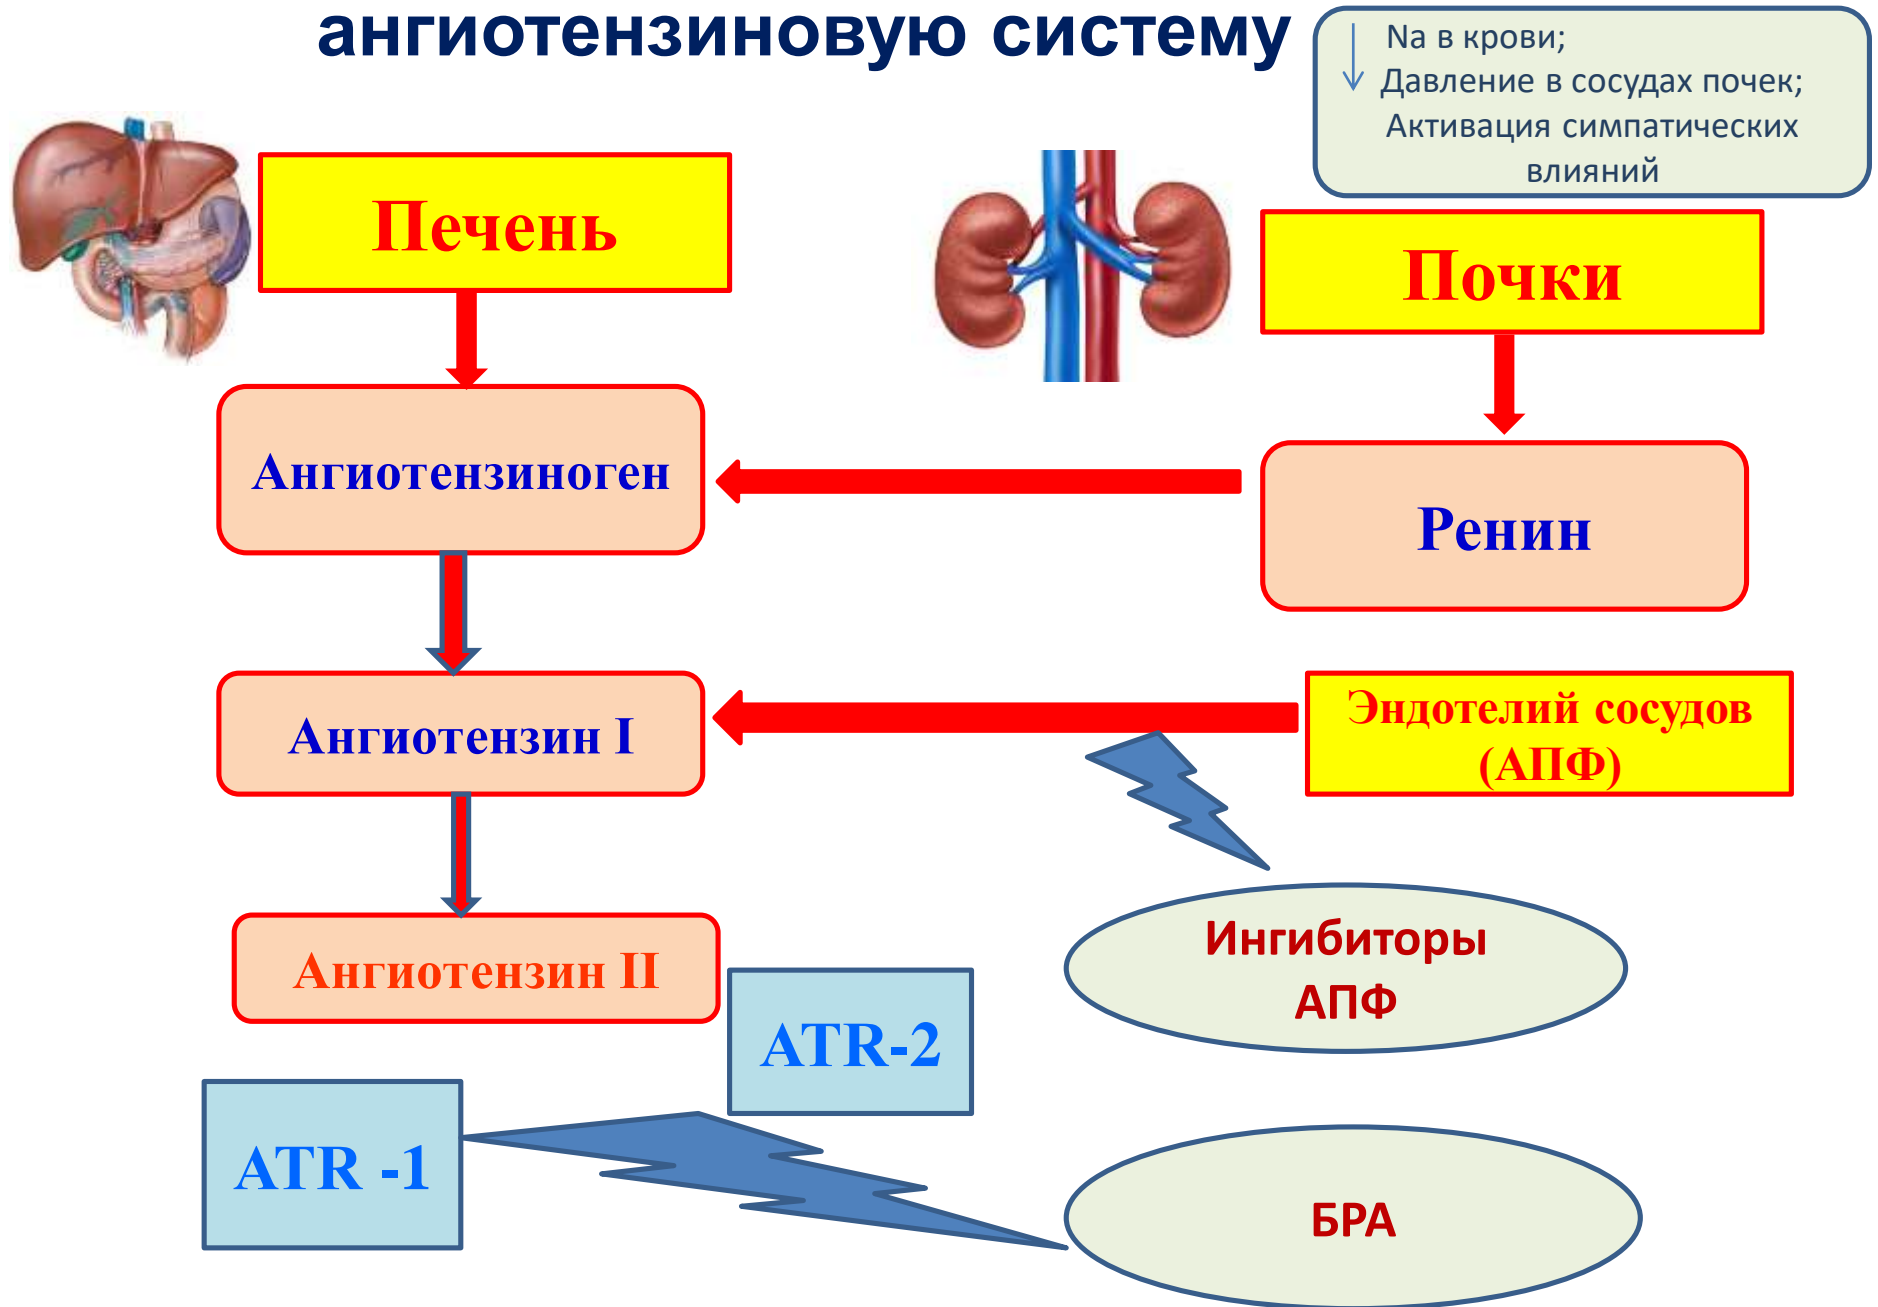 ангиотензиновую систему
Na в крови;
Давление в сосудах почек;
Активация симпатических
влияний
Печень
Почки
Ангиотензиноген
Ренин
Ангиотензин I
Эндотелий сосудов
(АПФ)
Ангиотензин II
Ингибиторы
АПФ
ATR-2
ATR -1
БРА